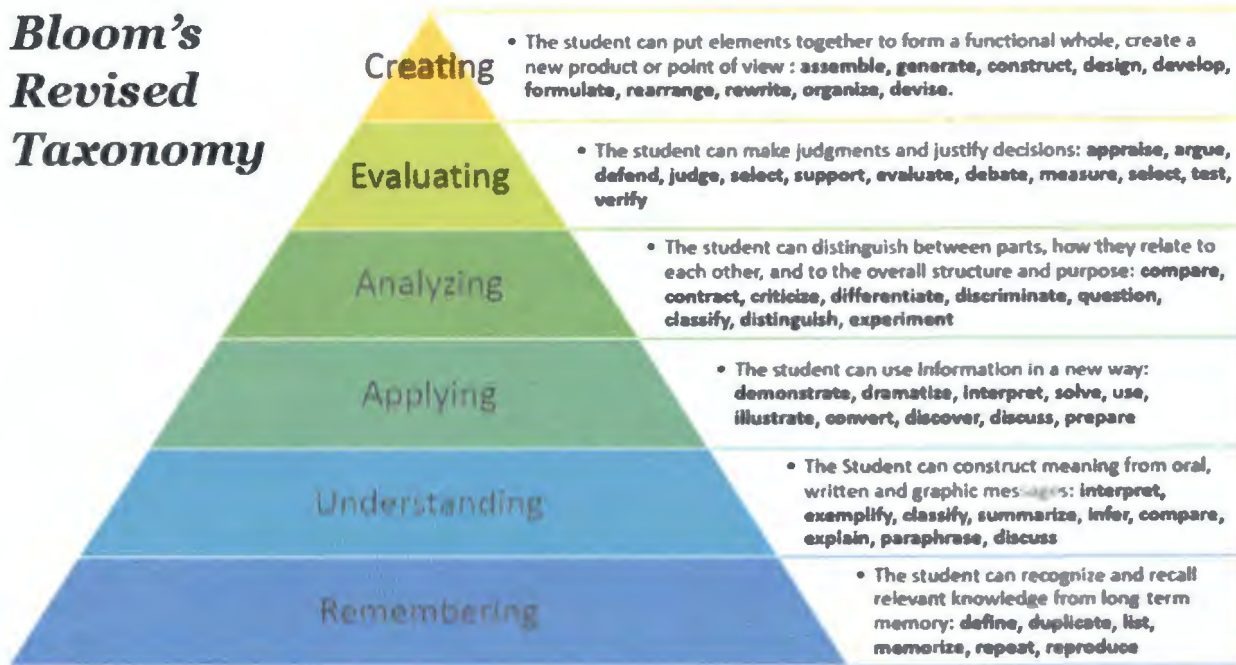 Bloom's
Revised
Taxonomy
Creating
• The student can put elements together to form a functional whole, create a
new product or point of view : assemble, generate, construct, design, develop,
formulate, rearrange, rewrite, organize, devise.
Evaluating
• The student can make judgments and justify decisions: appraise, argue,
defend, judge, select, support, evaluate, debate, measure, select, test,
verify
Analyzing
• The student can distinguish between parts, how they relate to
each other, and to the overall structure and purpose: compare,
contract, criticize, differentiate, discriminate, question,
classify, distinguish, experiment
Applying
• The student can use information in a new way:
demonstrate, dramatize, interpret, solve, use,
illustrate, convert, discover, discuss, prepare
Understanding
• The Student can construct meaning from oral,
written and graphic messages: interpret,
exemplify, classify, summarize, infer, compare,
explain, paraphrase, discuss
Remembering
• The student can recognize and recall
relevant knowledge from long term
memory: define, duplicate, list,
memorize, repeat, reproduce